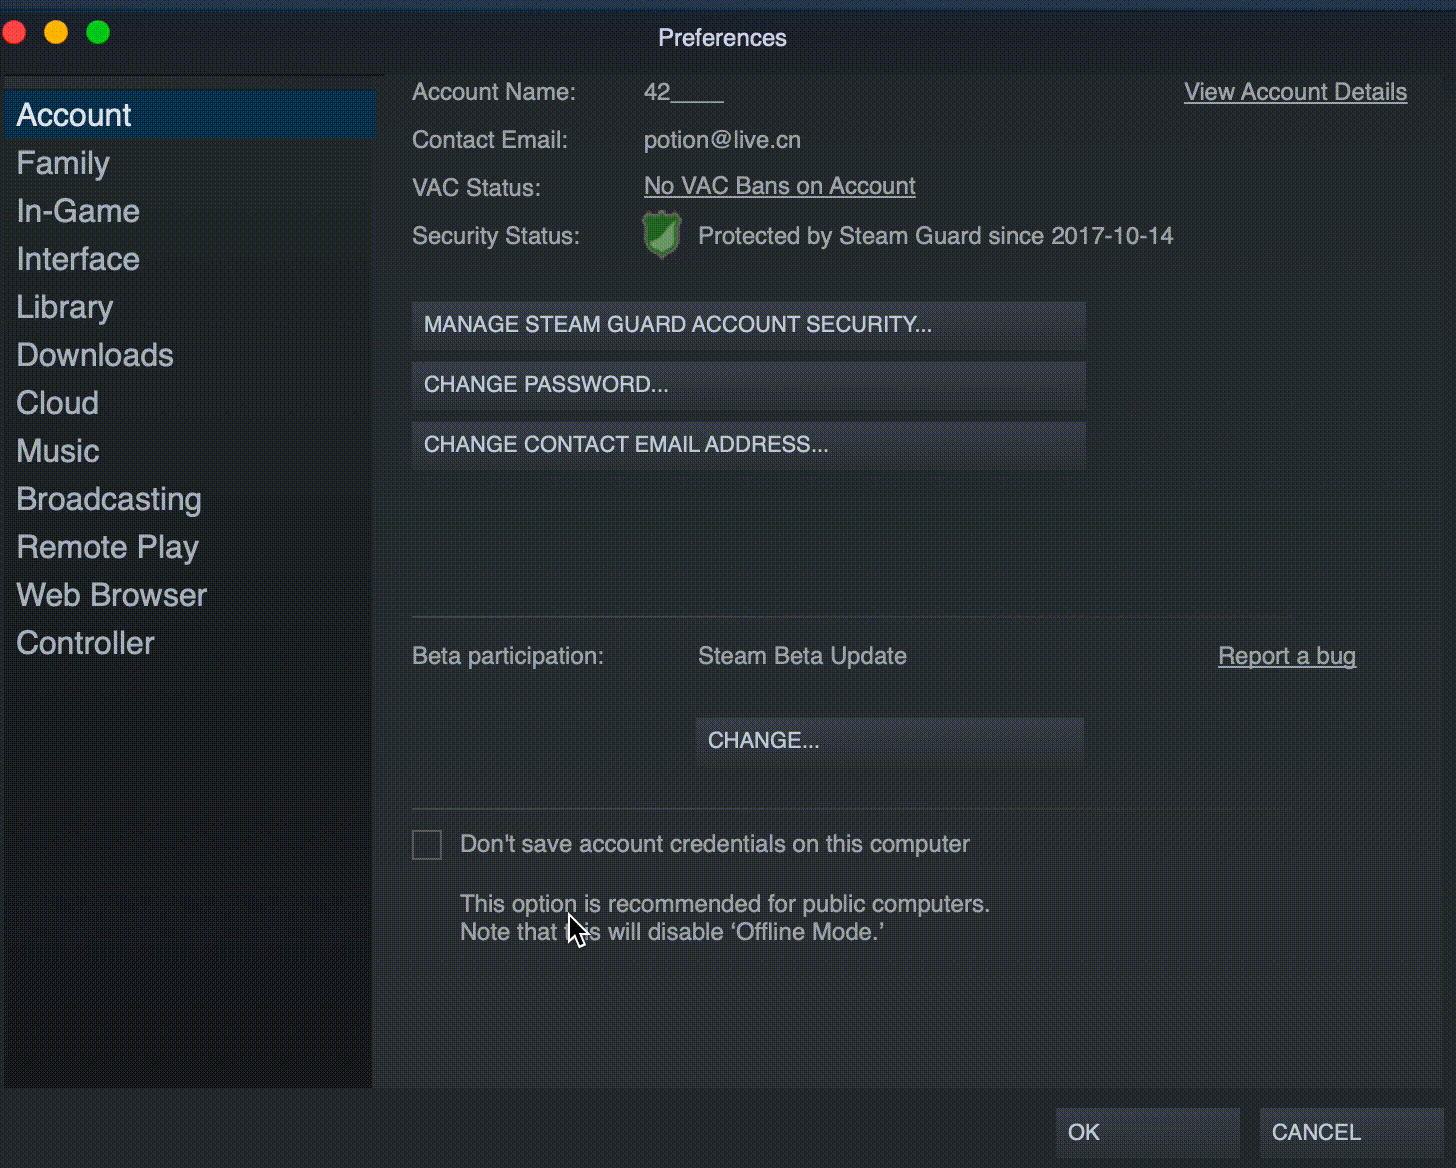 Preferences
Account
Family
In-Game
Interface
Library
Downloads
Cloud
Music
Broadcasting
Remote Play
Web Browser
Controller
Account Name: 42____ View Account Details
Contact Email: potion@live.cn
VAC Status: No VAC Bans on Account
Security Status: Protected by Steam Guard since 2017-10-14
MANAGE STEAM GUARD ACCOUNT SECURITY...
CHANGE PASSWORD...
CHANGE CONTACT EMAIL ADDRESS...
Beta participation: Steam Beta Update Report a bug
CHANGE...
Don't save account credentials on this computer
This option is recommended for public computers.
Note that this will disable ‘Offline Mode.’
OK CANCEL